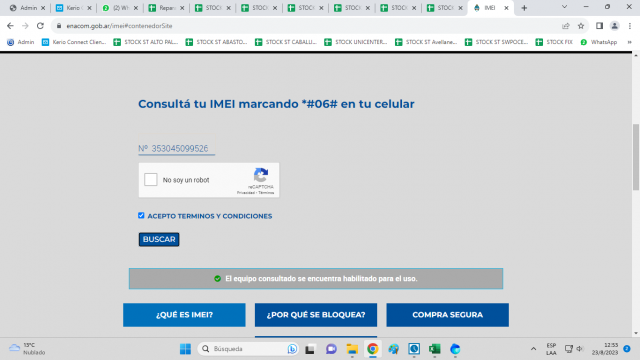 Admin
Kerio C
(2) Wh
Repa
STOCK
STOCK
STOCK
STOCK
STOCK
STOCK
IMEI
enacom.gob.ar/imei#contenedorSite
Admin
Kerio Connect Clien...
STOCK ST ALTO PAL...
STOCK ST ABASTO...
STOCK ST CABALL...
STOCK UNICENTER...
STOCK ST Avellane...
STOCK ST SWPOCE...
STOCK FIX
WhatsApp
»
Consultá tu IMEI marcando *#06# en tu celular
Nº 353045099526
No soy un robot
reCAPTCHA
Privacidad - Términos
ACEPTO TERMINOS Y CONDICIONES
BUSCAR
El equipo consultado se encuentra habilitado para el uso.
¿QUÉ ES IMEI?
¿POR QUÉ SE BLOQUEA?
COMPRA SEGURA
13°C
Nublado
Búsqueda
ESP
LAA
12:53
23/8/2023